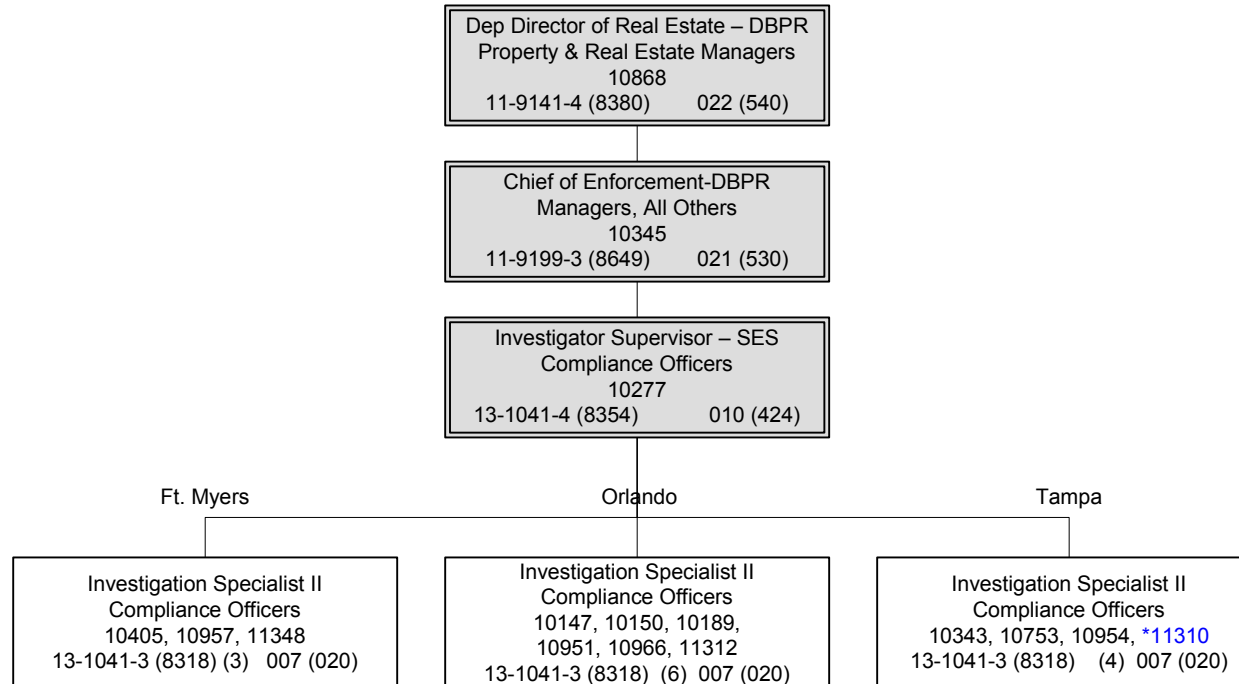 Dep Director of Real Estate – DBPR
Property & Real Estate Managers
10868
11-9141-4 (8380) 022 (540)
Chief of Enforcement-DBPR
Managers, All Others
10345
11-9199-3 (8649) 021 (530)
Investigator Supervisor – SES
Compliance Officers
10277
13-1041-4 (8354) 010 (424)
Ft. Myers
Orlando
Tampa
Investigation Specialist II
Compliance Officers
10405, 10957, 11348
13-1041-3 (8318) (3) 007 (020)
Investigation Specialist II
Compliance Officers
10147, 10150, 10189,
10951, 10966, 11312
13-1041-3 (8318) (6) 007 (020)
Investigation Specialist II
Compliance Officers
10343, 10753, 10954, *11310
13-1041-3 (8318) (4) 007 (020)